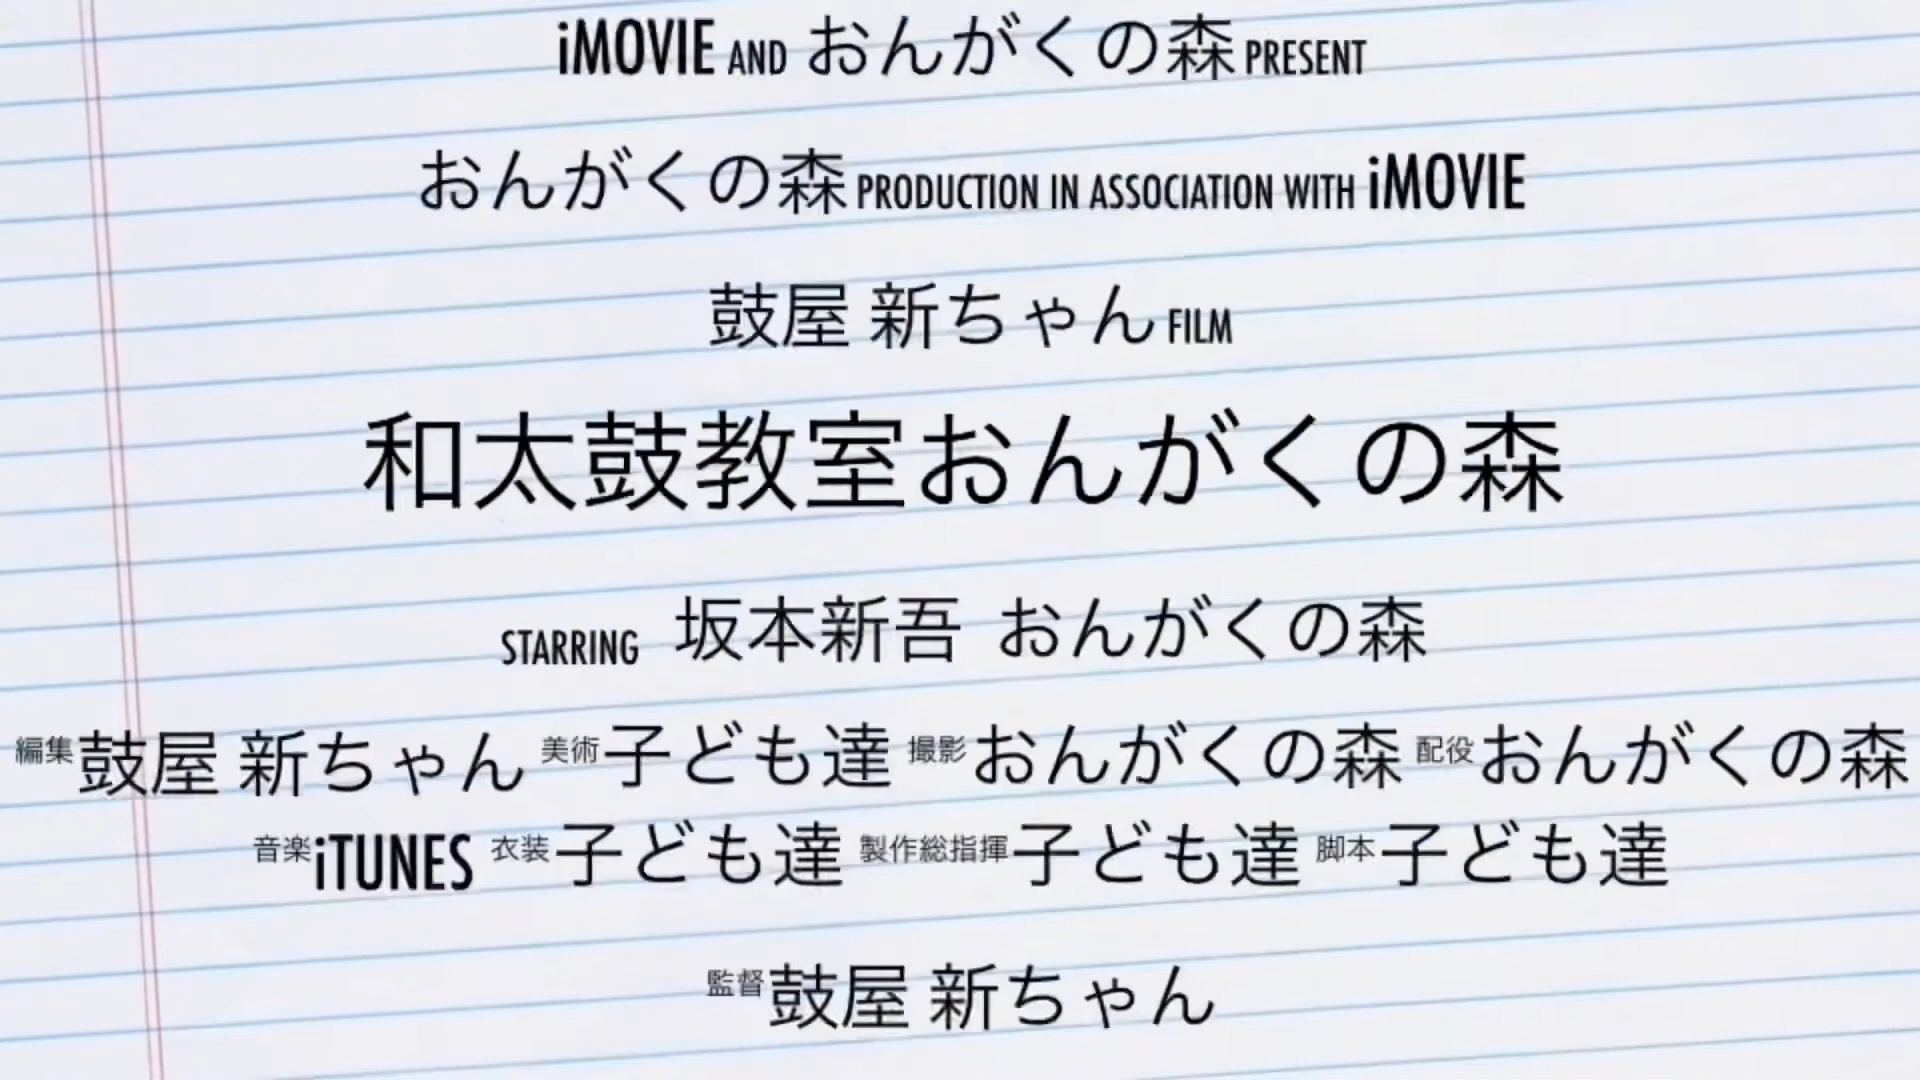 iMOVIE AND おんがくの森 PRESENT
おんがくの森 PRODUCTION IN ASSOCIATION WITH iMOVIE
鼓屋 新ちゃん FILM
和太鼓教室おんがくの森
STARRING 坂本新吾 おんがくの森
編集 鼓屋 新ちゃん 美術 子ども達 撮影 おんがくの森 配役 おんがくの森
音楽 iTUNES 衣装 子ども達 製作総指揮 子ども達 脚本 子ども達
監督 鼓屋 新ちゃん